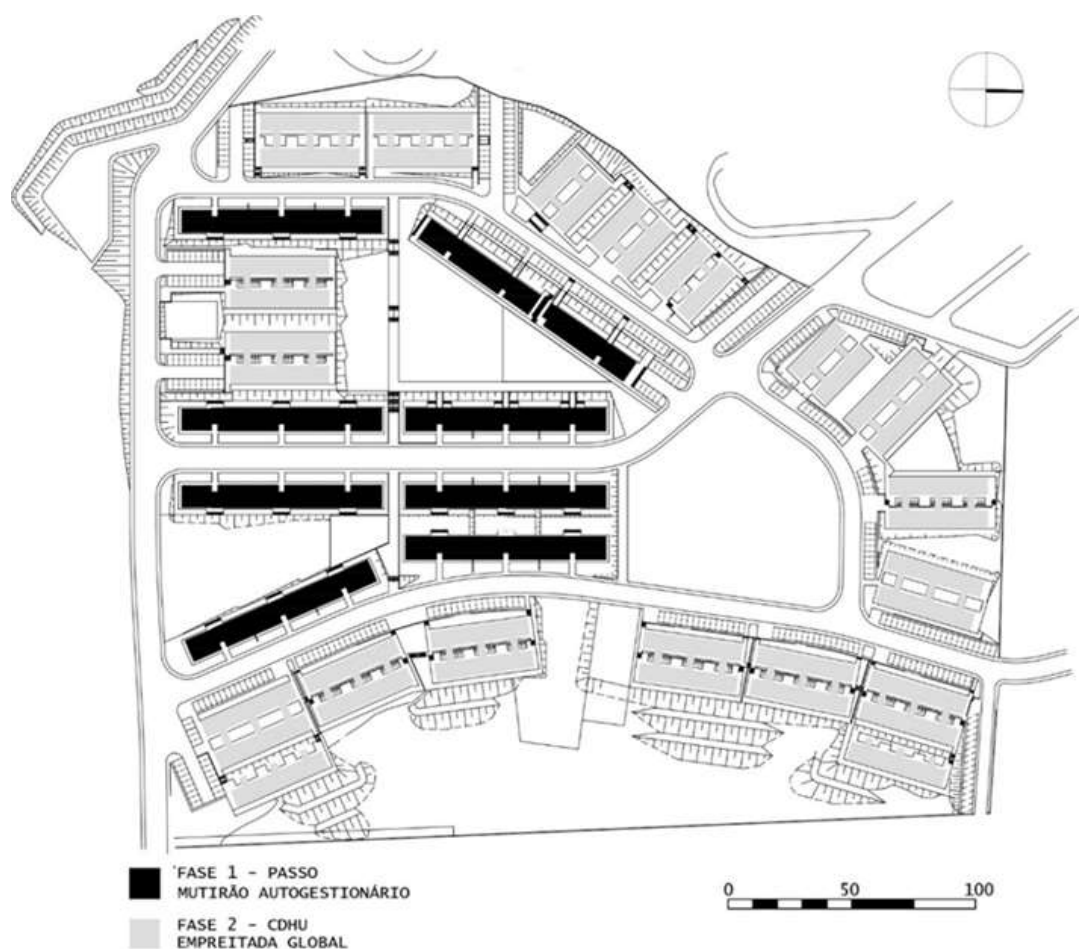 FASE 1 - PASSO
MUTIRÃO AUTOGESTIONÁRIO
0 50 100
FASE 2 - CDHU
EMPREITADA GLOBAL